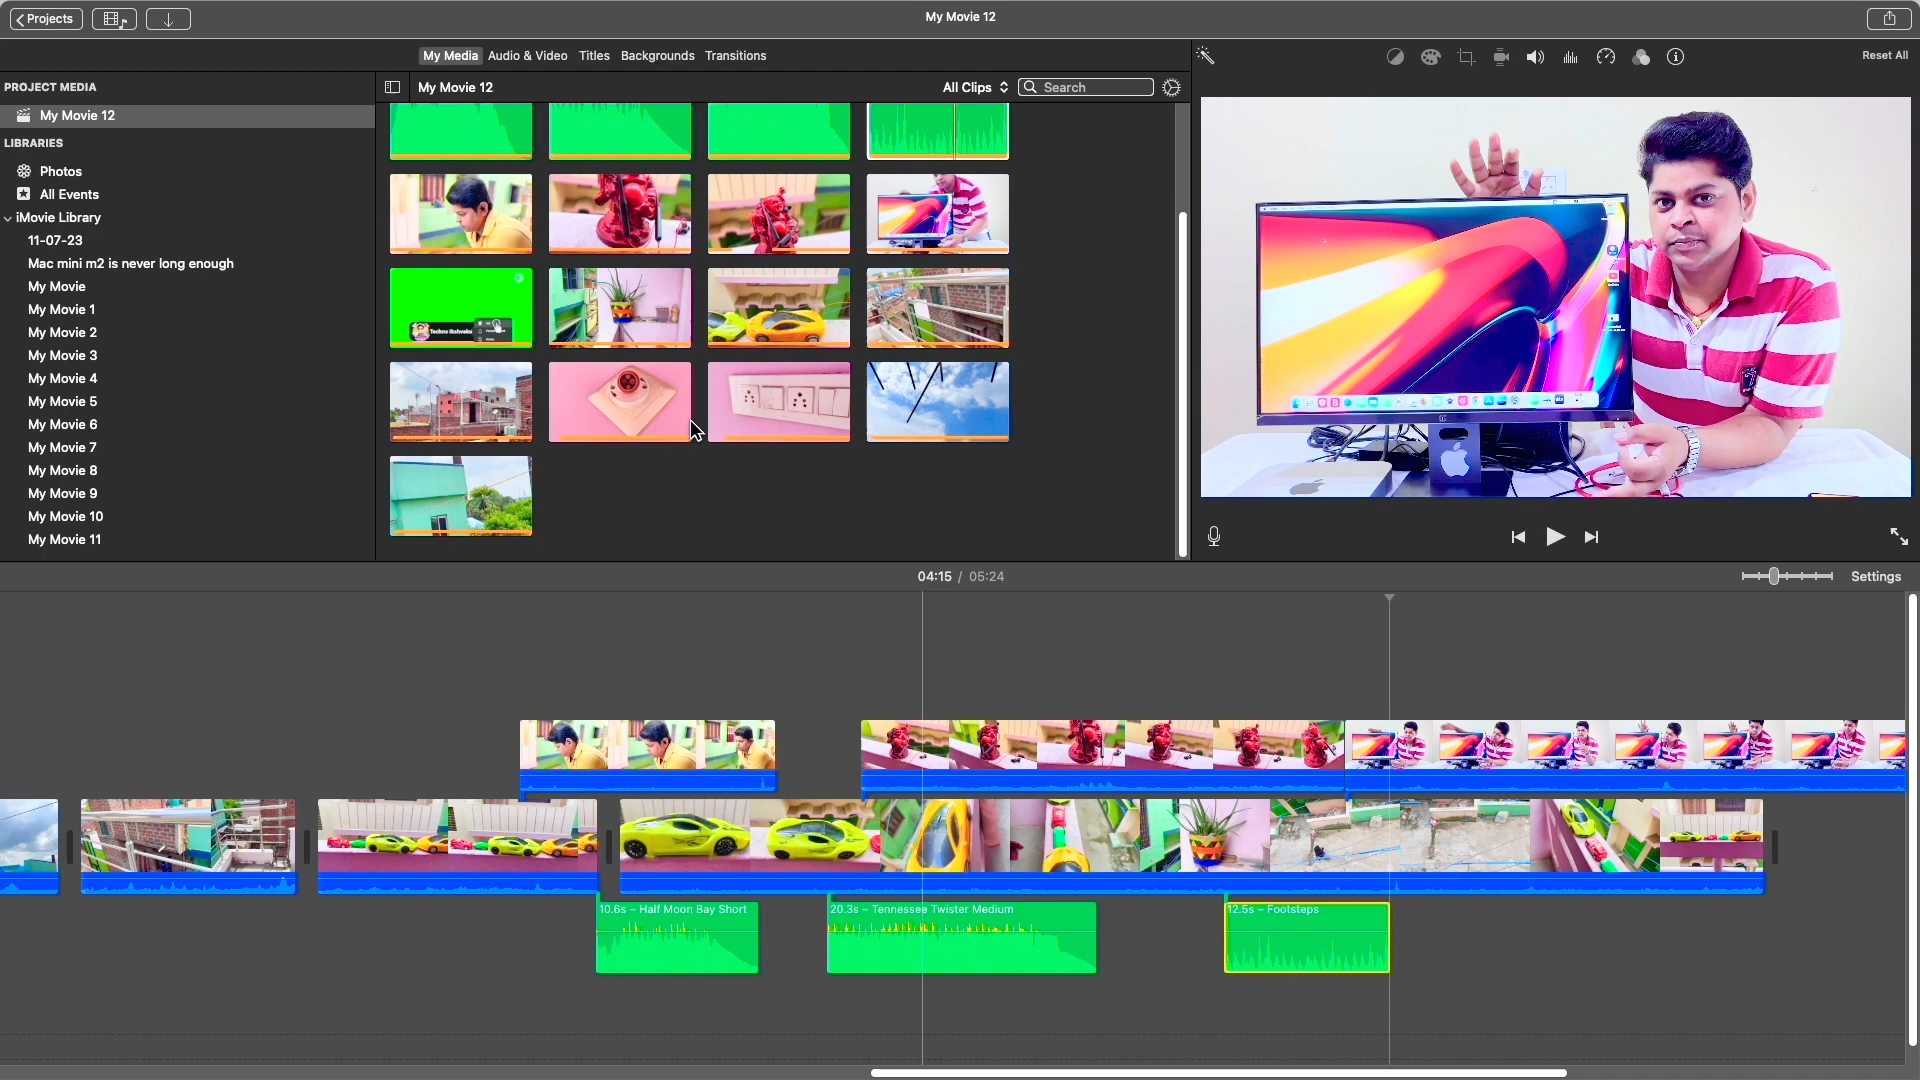 Projects
My Movie 12
My Media Audio & Video Titles Backgrounds Transitions
Reset All
PROJECT MEDIA
My Movie 12
All Clips
Search
My Movie 12
LIBRARIES
Photos
All Events
iMovie Library
11-07-23
Mac mini m2 is never long enough
My Movie
My Movie 1
My Movie 2
My Movie 3
My Movie 4
My Movie 5
My Movie 6
My Movie 7
My Movie 8
My Movie 9
My Movie 10
My Movie 11
04:15 / 05:24
Settings
10.6s – Half Moon Bay Short
20.3s – Tennessee Twister Medium
12.5s – Footsteps